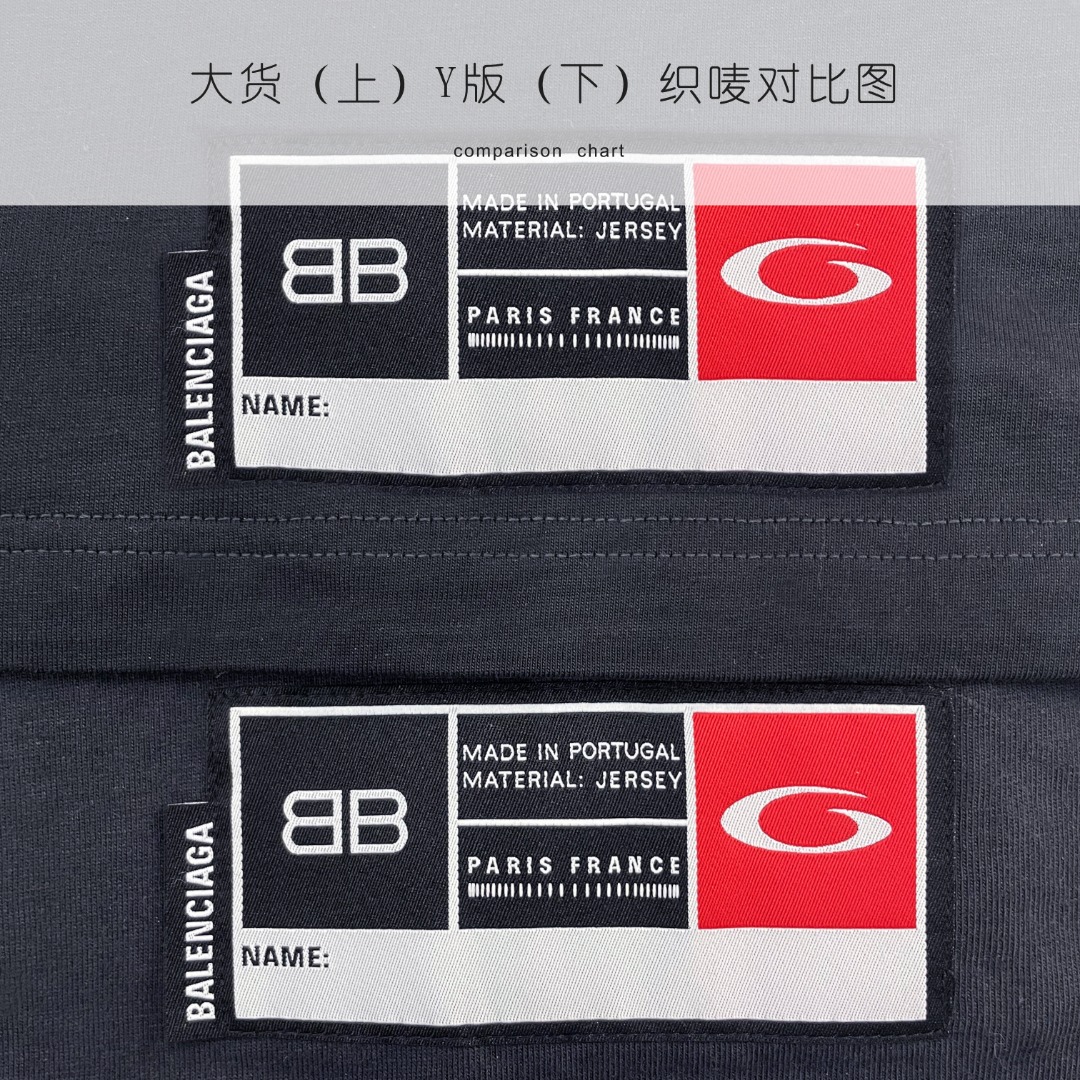 大货（上）Y版（下）织唛对比图
comparison chart
BB
MADE IN PORTUGAL
MATERIAL: JERSEY
PARIS FRANCE
BALENCIAGA
NAME:
BB
MADE IN PORTUGAL
MATERIAL: JERSEY
PARIS FRANCE
BALENCIAGA
NAME: